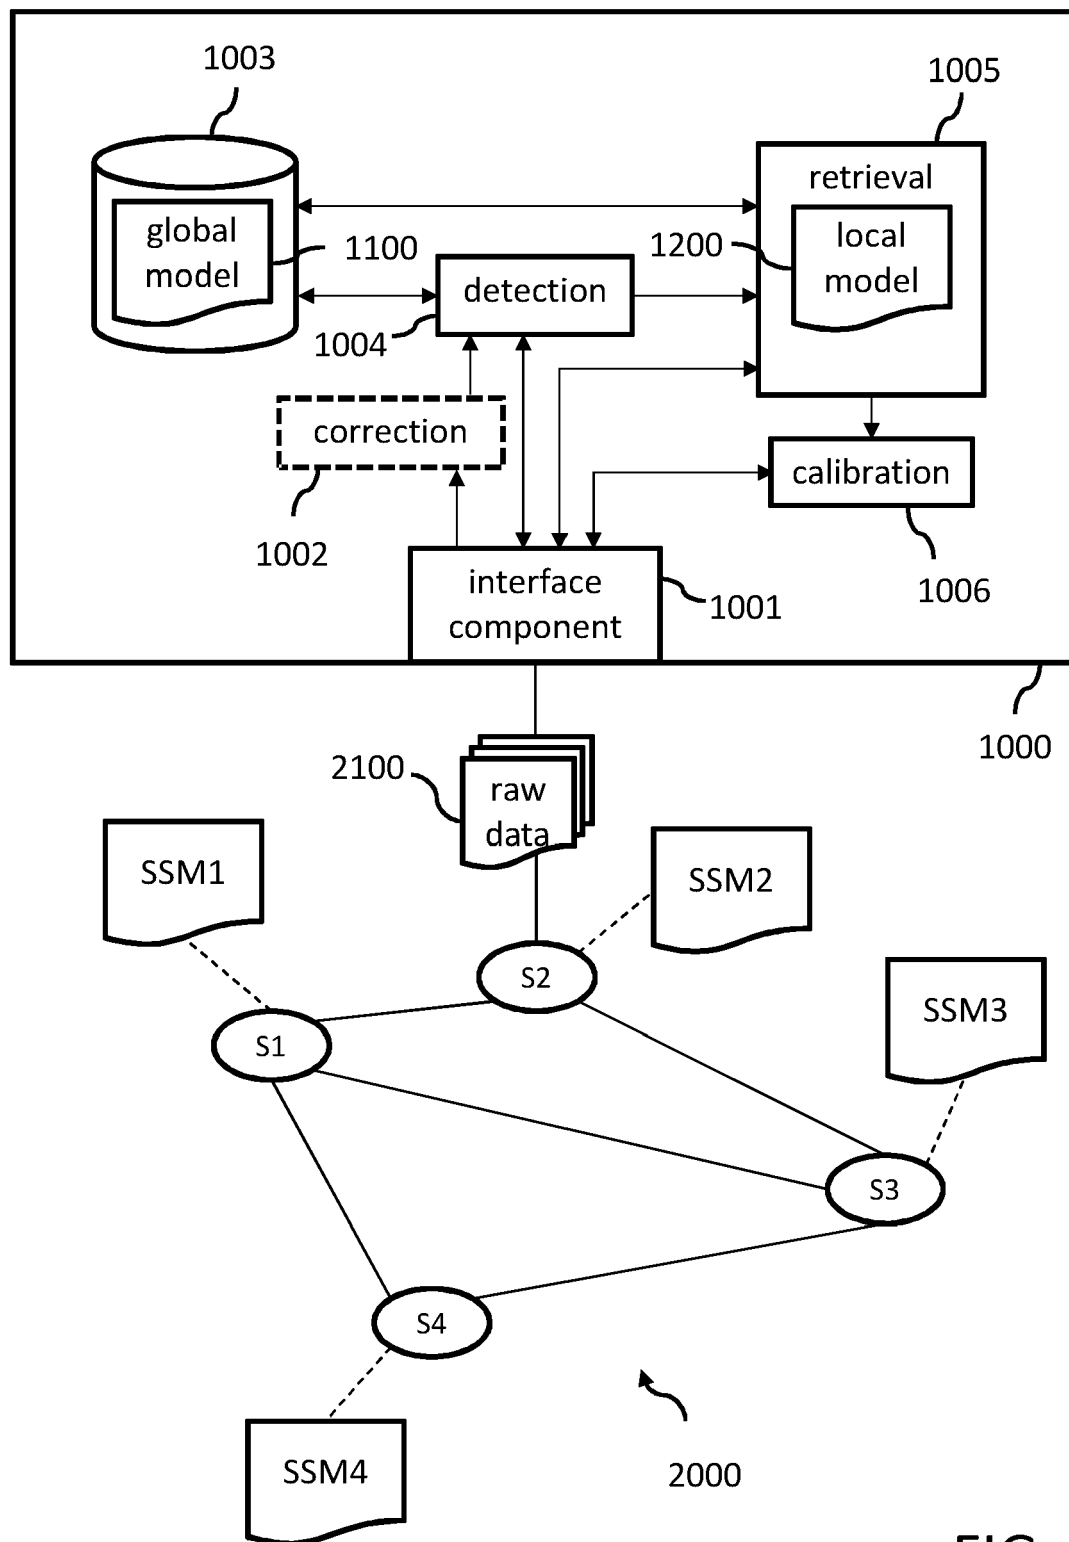 1003
1005
retrieval
global
model
1100
1200
local
model
detection
1004
correction
calibration
1002
1006
interface
component
1001
1000
2100
raw
data
SSM1
SSM2
S2
SSM3
S1
S3
S4
SSM4
2000